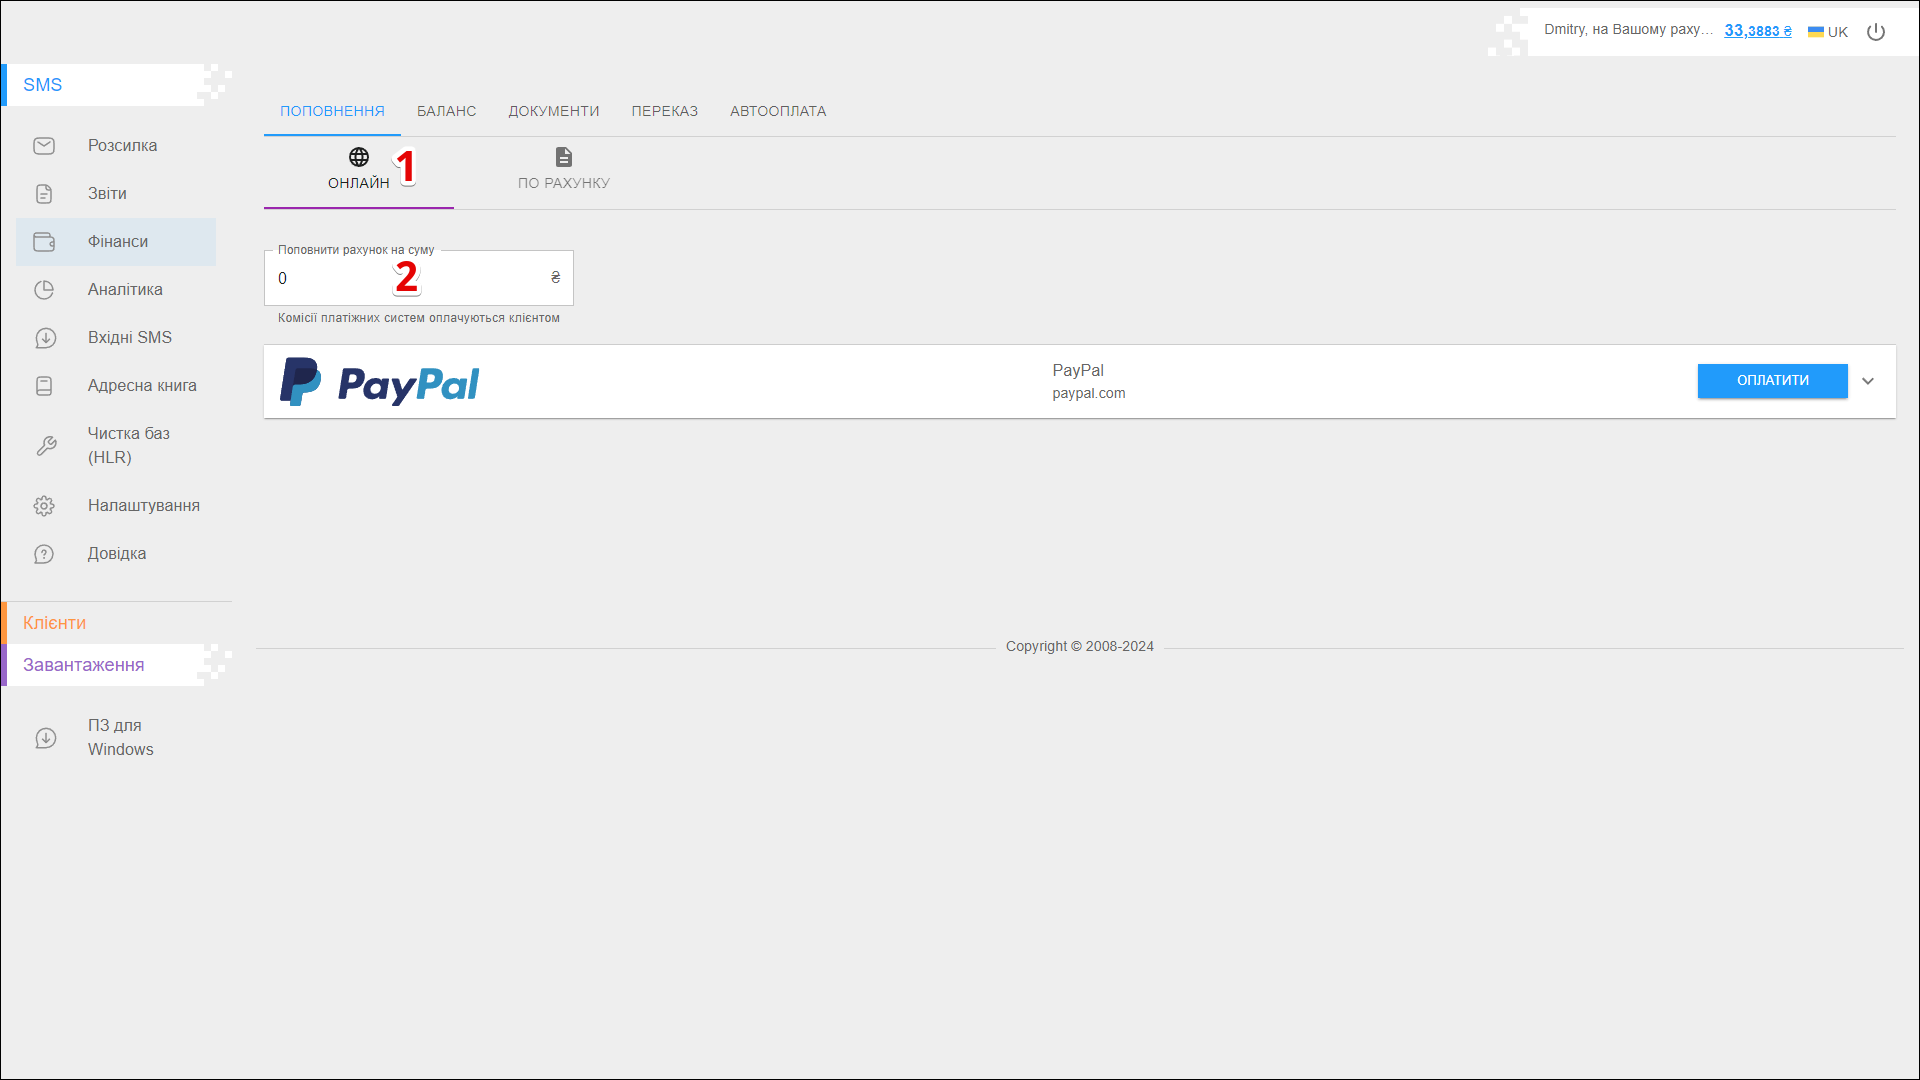 Dmitry, на Вашому раху... 33,3883 ₴ UK
SMS
Розсилка
Звіти
Фінанси
Аналітика
Вхідні SMS
Адресна книга
Чистка баз
(HLR)
Налаштування
Довідка
Клієнти
Завантаження
ПЗ для
Windows
ПОПОВНЕННЯ БАЛАНС ДОКУМЕНТИ ПЕРЕКАЗ АВТООПЛАТА
ОНЛАЙН 1 ПО РАХУНКУ
Поповнити рахунок на суму
0 2 ₴
Комісії платіжних систем оплачуються клієнтом
PayPal
PayPal
paypal.com
ОПЛАТИТИ
Copyright © 2008-2024